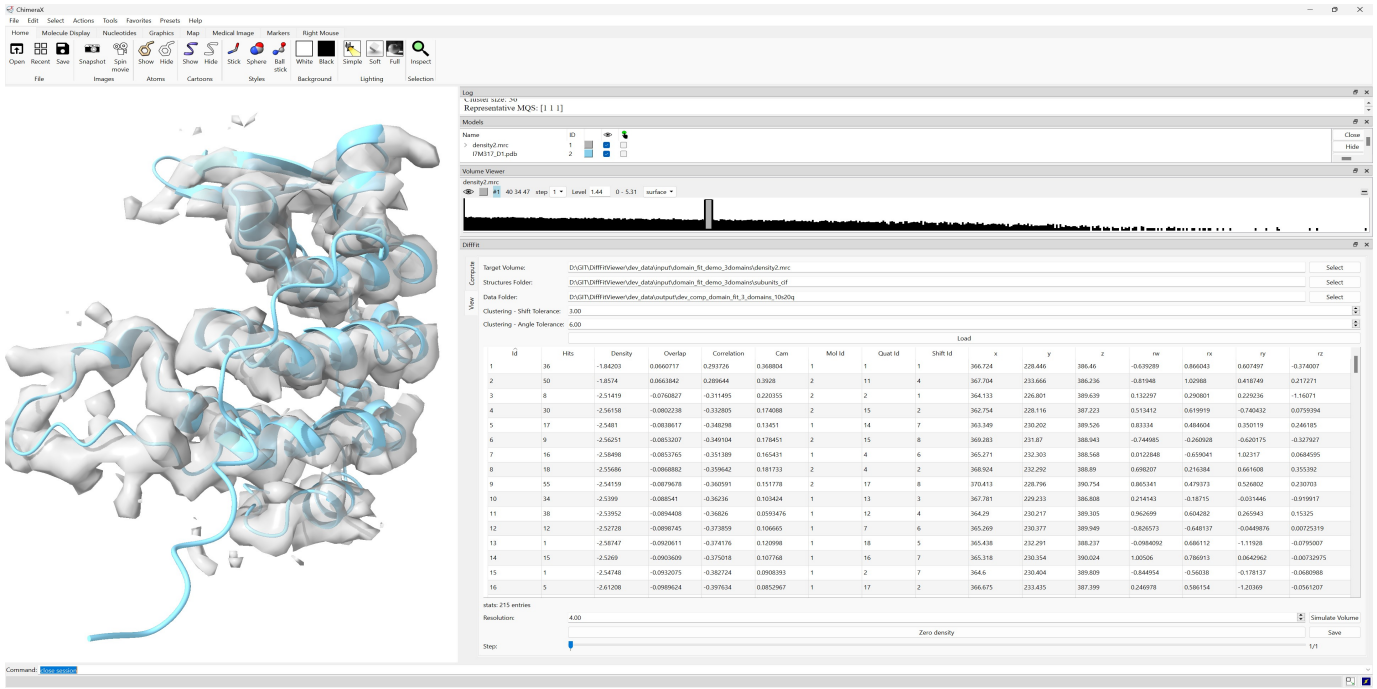 ChimeraX
File Edit Select Actions Tools Favorites Presets Help
Home Molecule Display Nucleotides Graphics Map Medical Image Markers Right Mouse
Open Recent Save Snapshot Spin movie Show Hide Show Hide Stick Sphere Ball stick White Black Simple Soft Full Inspect
File Images Atoms Cartoons Styles Background Lighting Selection
Log
Cluster size: 50
Representative MQS: [1 1 1]
Models
Name ID
density2.mrc 1
I7M317_D1.pdb 2
Close
Hide
Volume Viewer
density2.mrc
#1 40 34 47 step 1 Level 1.44 0 - 5.31 surface
DiffFit
Compute
View
Target Volume: D:\GIT\DiffFitViewer\dev_data\input\domain_fit_demo_3domains\density2.mrc Select
Structures Folder: D:\GIT\DiffFitViewer\dev_data\input\domain_fit_demo_3domains\subunits_cif Select
Data Folder: D:\GIT\DiffFitViewer\dev_data\output\dev_comp_domain_fit_3_domains_10s20q Select
Clustering - Shift Tolerance: 3.00
Clustering - Angle Tolerance: 6.00
Load
Id Hits Density Overlap Correlation Cam Mol Id Quat Id Shift Id x y z rw rx ry rz
1 36 -1.84203 0.0660717 0.293726 0.368804 1 1 1 366.724 228.446 386.46 -0.639289 0.866043 0.607497 -0.374007
2 50 -1.8574 0.0663842 0.289644 0.3928 2 11 4 367.704 233.666 386.236 -0.81948 1.02988 0.418749 0.217271
3 8 -2.51419 -0.0760827 -0.311495 0.220355 2 2 1 364.133 226.801 389.639 0.132297 0.290801 0.229236 -1.16071
4 30 -2.56158 -0.0802238 -0.332805 0.174088 2 15 2 362.754 228.116 387.223 0.513412 0.619919 -0.740432 0.0759394
5 17 -2.5481 -0.0838617 -0.348298 0.13451 1 14 7 363.349 230.202 389.526 0.83334 0.484604 0.350119 0.246185
6 9 -2.56251 -0.0853207 -0.349104 0.178451 2 15 8 369.283 231.87 388.943 -0.744985 -0.260928 -0.620175 -0.327927
7 16 -2.58498 -0.0853765 -0.351389 0.165431 1 4 6 365.271 232.303 388.568 0.0122848 -0.659041 1.02317 0.0684595
8 18 -2.55686 -0.0868882 -0.359642 0.181733 2 4 2 368.924 232.292 388.89 0.698207 0.216384 0.661608 0.355392
9 55 -2.54159 -0.0879678 -0.360591 0.151778 2 17 8 370.413 228.796 390.754 0.865341 0.479373 0.526802 0.230703
10 34 -2.5399 -0.088541 -0.36236 0.103424 1 13 3 367.781 229.233 386.808 0.214143 -0.18715 -0.031446 -0.919917
11 38 -2.53952 -0.0894408 -0.36826 0.0593476 1 12 4 364.29 230.217 389.305 0.962699 0.604282 0.265943 0.15325
12 12 -2.52728 -0.0898745 -0.373859 0.106665 1 7 6 365.269 230.377 389.949 -0.826573 -0.648137 -0.0449876 0.00725319
13 1 -2.58747 -0.0920611 -0.374176 0.120998 1 18 5 365.438 232.291 388.237 -0.0984092 0.686112 -1.11928 -0.0795007
14 15 -2.5269 -0.0903609 -0.375018 0.107768 1 16 7 365.318 230.354 390.024 1.00506 0.786913 0.0642962 -0.00732975
15 1 -2.54748 -0.0932075 -0.382724 0.0908393 1 2 7 364.6 230.404 389.809 -0.844954 -0.56038 -0.178137 -0.0680988
16 5 -2.61208 -0.0989624 -0.397634 0.0852967 1 17 2 366.675 233.435 387.399 0.246978 0.586154 -1.20369 -0.0561207
stats: 215 entries
Resolution: 4.00 Simulate Volume
Zero density Save
Step: 1/1
Command: close session